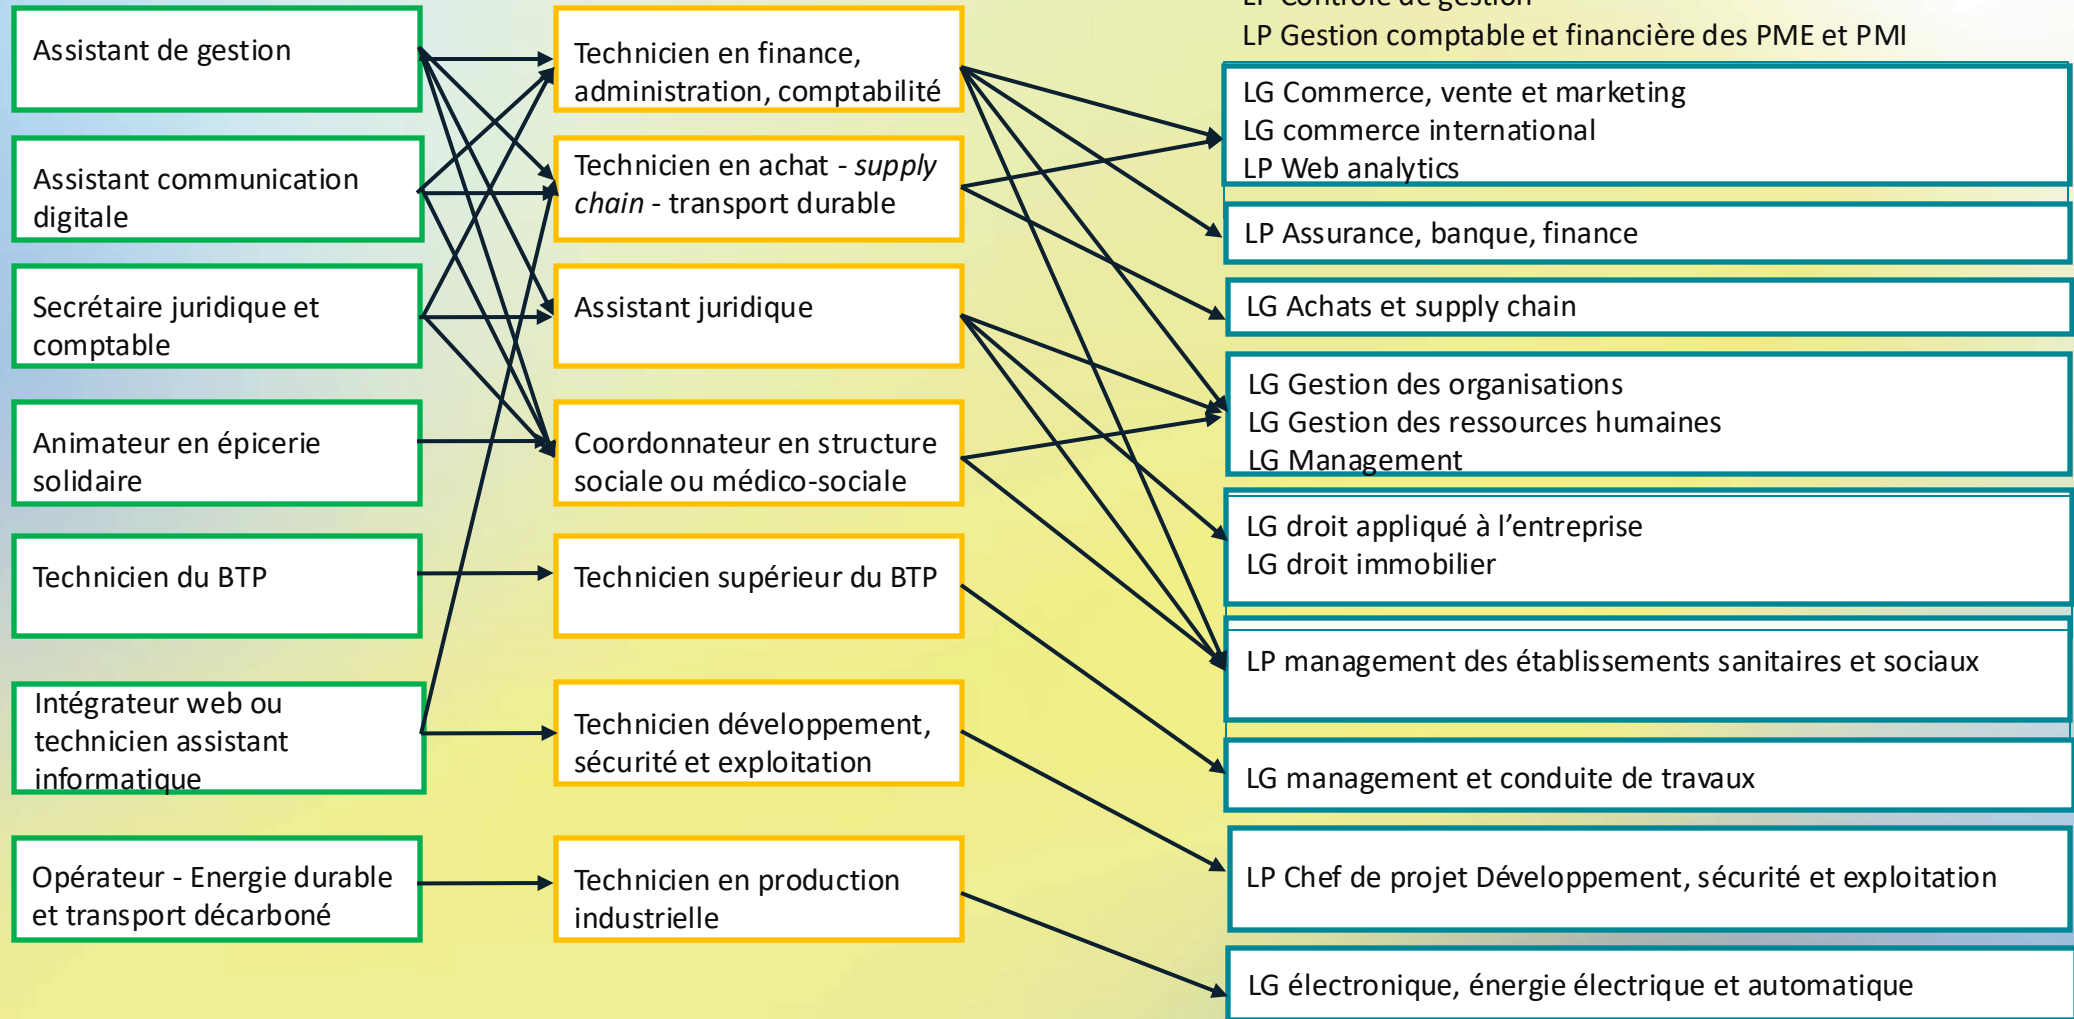 Assistant de gestion
Assistant communication
digitale
Secrétaire juridique et
comptable
Animateur en épicerie
solidaire
Technicien du BTP
Intégrateur web ou
technicien assistant
informatique
Opérateur - Energie durable
et transport décarboné
Technicien en finance,
administration, comptabilité
Technicien en achat - supply
chain - transport durable
Assistant juridique
Coordonnateur en structure
sociale ou médico-sociale
Technicien supérieur du BTP
Technicien développement,
sécurité et exploitation
Technicien en production
industrielle
LP Contrôle de gestion
LP Gestion comptable et financière des PME et PMI
LG Commerce, vente et marketing
LG commerce international
LP Web analytics
LP Assurance, banque, finance
LG Achats et supply chain
LG Gestion des organisations
LG Gestion des ressources humaines
LG Management
LG droit appliqué à l’entreprise
LG droit immobilier
LP management des établissements sanitaires et sociaux
LG management et conduite de travaux
LP Chef de projet Développement, sécurité et exploitation
LG électronique, énergie électrique et automatique